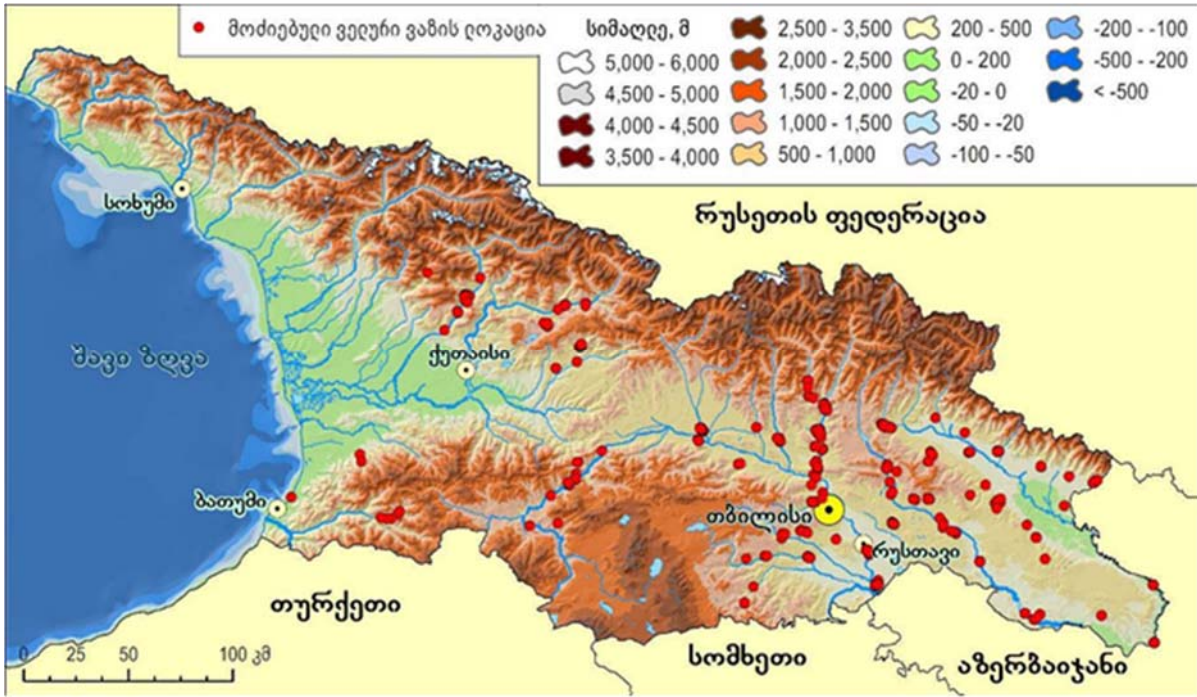 მოძიებული ველური ვაზის ლოკაცია
სიმაღლე, მ
5,000 - 6,000
4,500 - 5,000
4,000 - 4,500
3,500 - 4,000
2,500 - 3,500
2,000 - 2,500
1,500 - 2,000
1,000 - 1,500
500 - 1,000
200 - 500
0 - 200
-20 - 0
-50 - -20
-100 - -50
-200 - -100
-500 - -200
< -500
სოხუმი
რუსეთის ფედერაცია
შავი ზღვა
ქუთაისი
ბათუმი
თბილისი
რუსთავი
თურქეთი
სომხეთი
აზერბაიჯანი
0 25 50 100 კმ